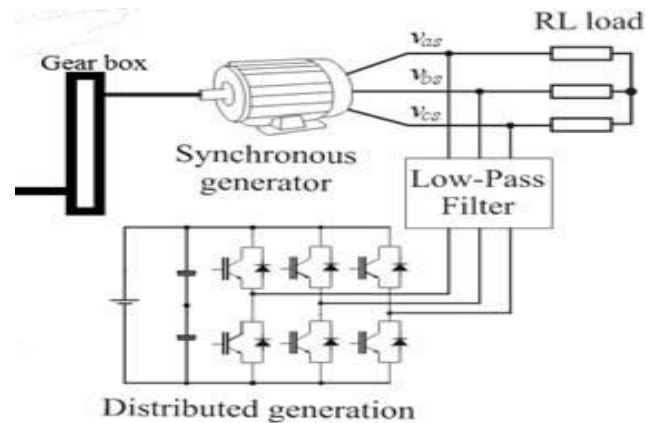 RL load
Gear box
vas
vbs
vcs
Synchronous
generator
Low-Pass
Filter
Distributed generation